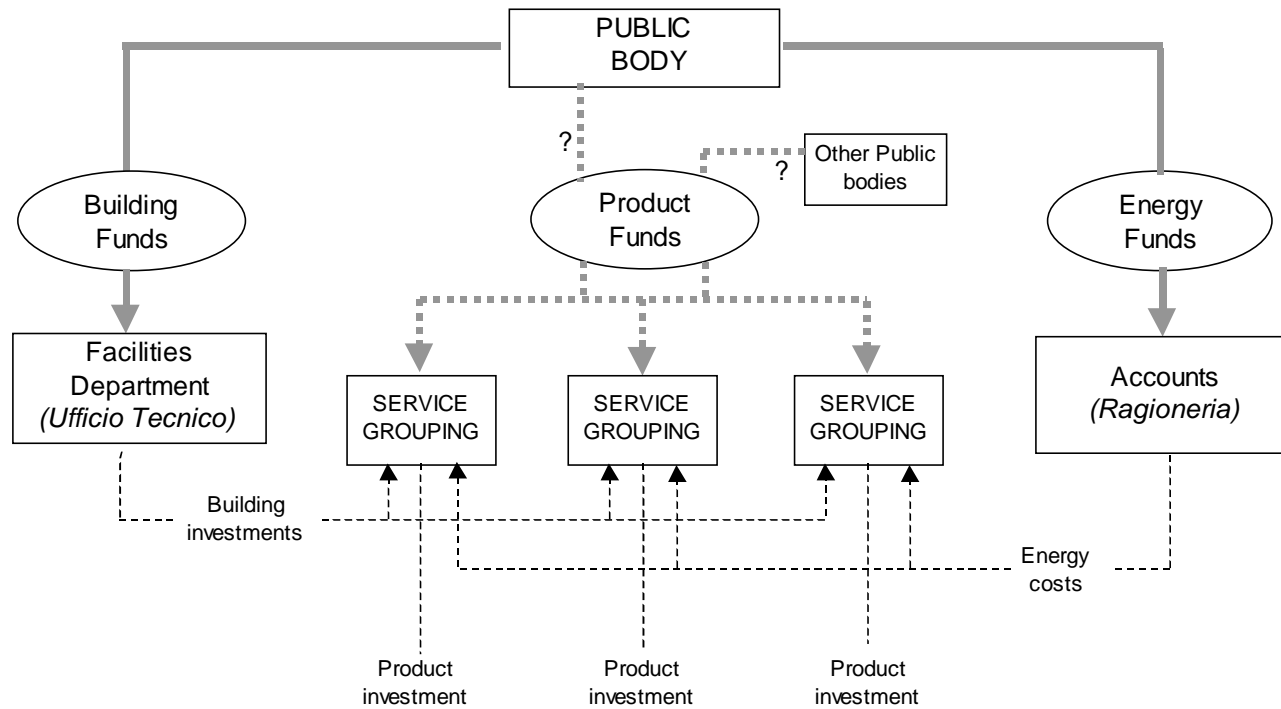 PUBLIC
BODY
?
?
Other Public
bodies
Building
Funds
Product
Funds
Energy
Funds
Facilities
Department
(Ufficio Tecnico)
SERVICE
GROUPING
SERVICE
GROUPING
SERVICE
GROUPING
Accounts
(Ragioneria)
Building
investments
Energy
costs
Product
investment
Product
investment
Product
investment